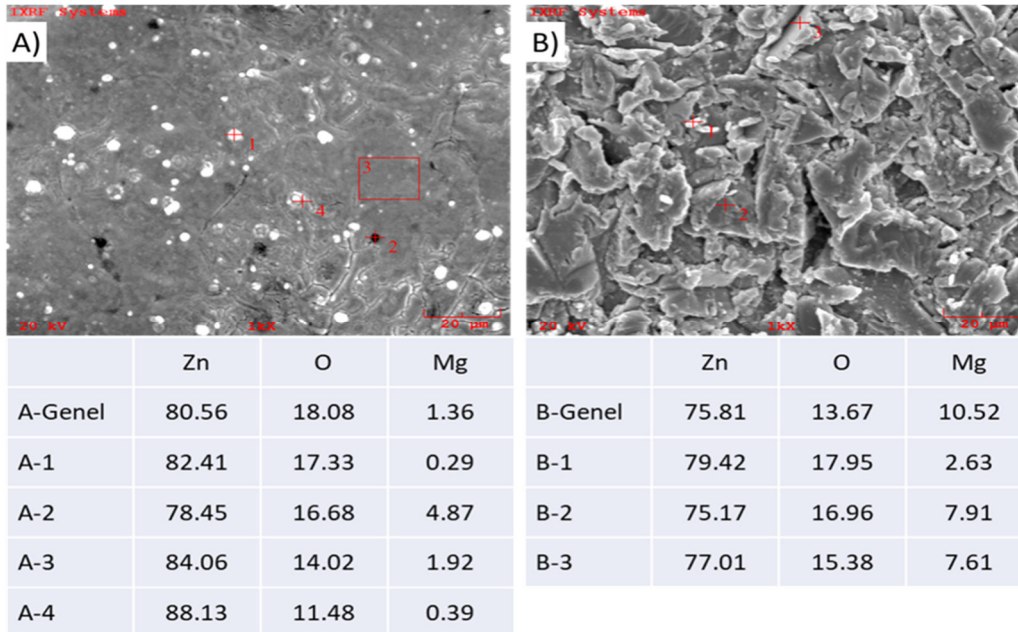 IXRF Systems
A)
1
3
4
2
20 kV 1kX 20 µm
IXRF Systems
B)
3
1
2
20 kV 1kX 20 µm
Zn O Mg
A-Genel 80.56 18.08 1.36
A-1 82.41 17.33 0.29
A-2 78.45 16.68 4.87
A-3 84.06 14.02 1.92
A-4 88.13 11.48 0.39
Zn O Mg
B-Genel 75.81 13.67 10.52
B-1 79.42 17.95 2.63
B-2 75.17 16.96 7.91
B-3 77.01 15.38 7.61